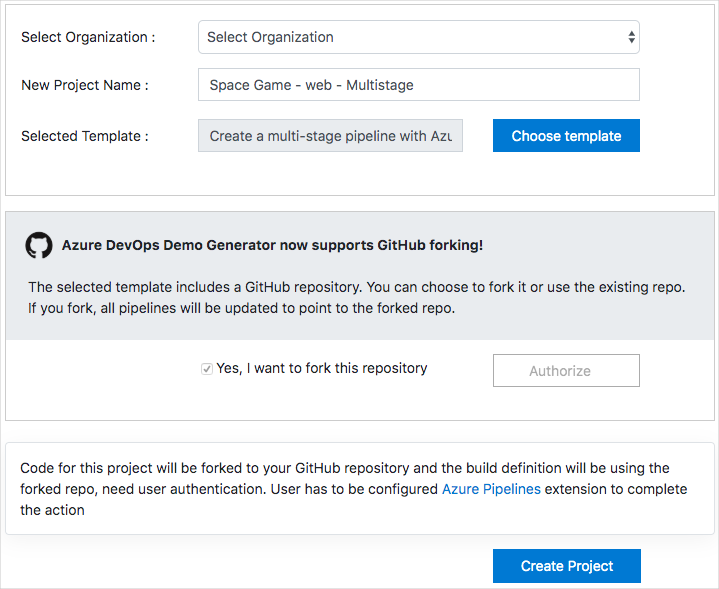 Select Organization :
Select Organization
New Project Name :
Space Game - web - Multistage
Selected Template :
Create a multi-stage pipeline with Azu
Choose template
Azure DevOps Demo Generator now supports GitHub forking!
The selected template includes a GitHub repository. You can choose to fork it or use the existing repo.
If you fork, all pipelines will be updated to point to the forked repo.
Yes, I want to fork this repository
Authorize
Code for this project will be forked to your GitHub repository and the build definition will be using the
forked repo, need user authentication. User has to be configured Azure Pipelines extension to complete
the action
Create Project